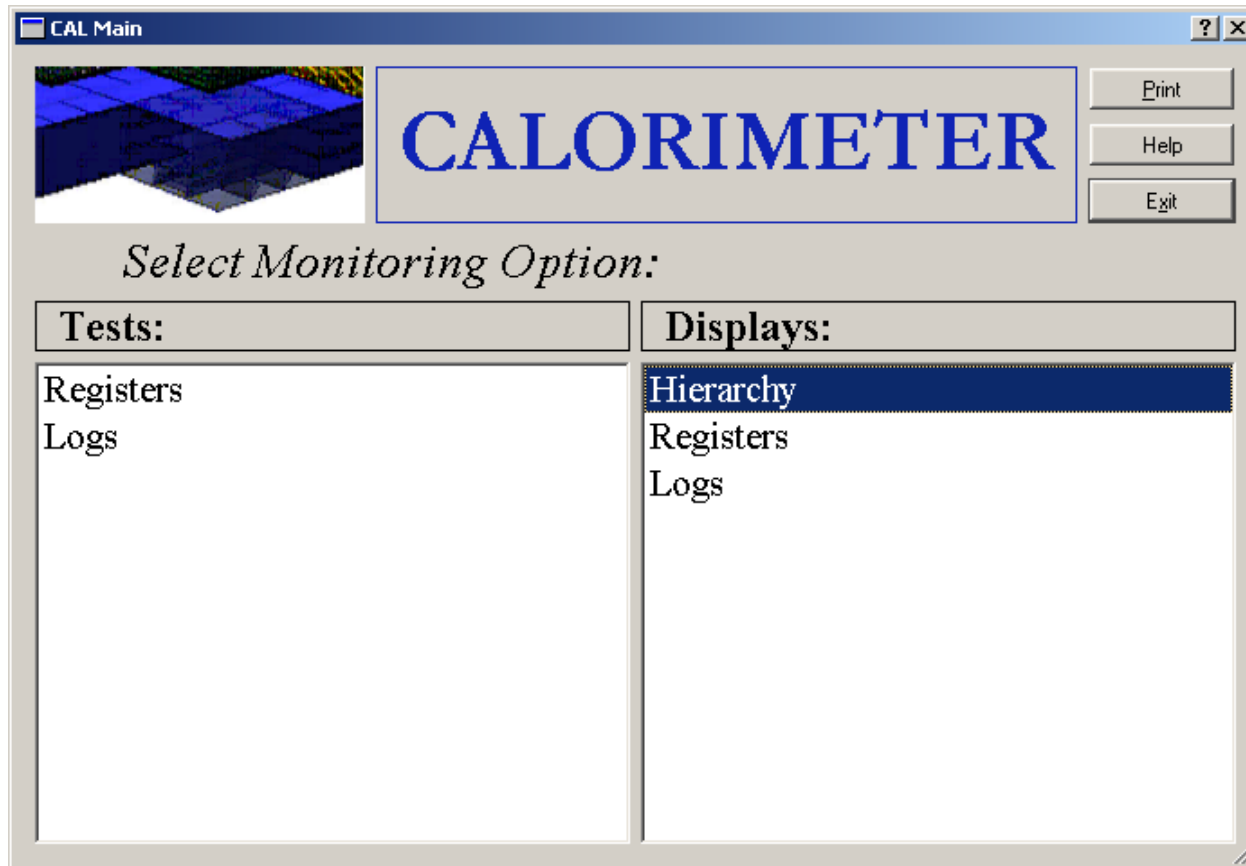 CAL Main
CALORIMETER
Print
Help
Exit
Select Monitoring Option:
Tests:
Registers
Logs
Displays:
Hierarchy
Registers
Logs